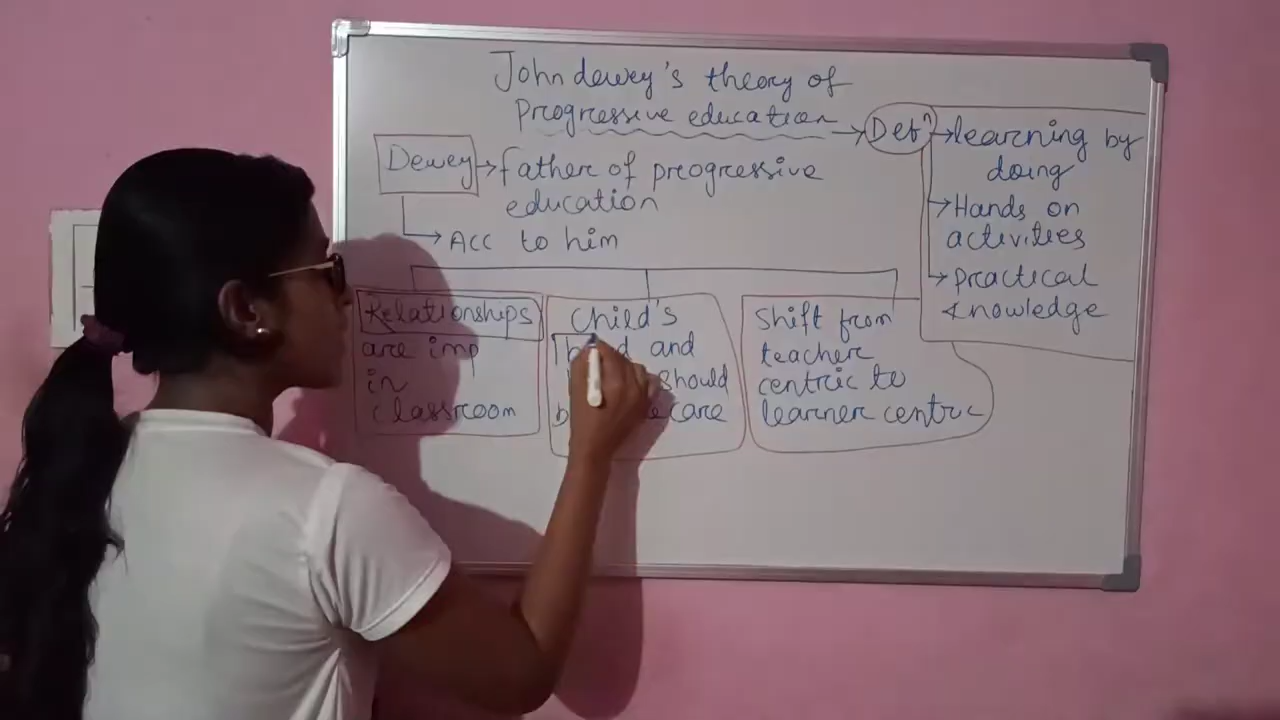 John dewey's theory of
Progressive education
Defⁿ
learning by
doing
Hands on
activities
practical
knowledge
Dewey
father of progressive
education
Acc to him
Relationships
are imp
in
classroom
Child's
and
should
care
Shift from
teacher
centric to
learner centric